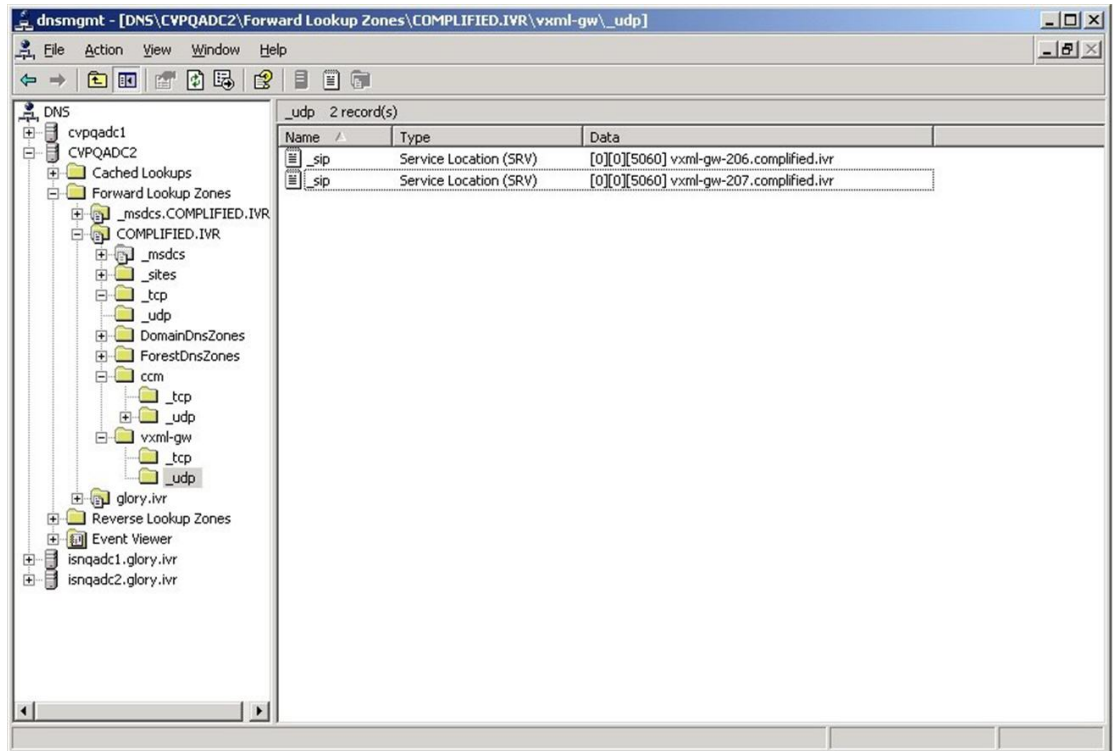 dnsmgmt - [DNS\CVPQADC2\Forward Lookup Zones\COMPLIFIED.IVR\vxml-gw\_udp]
File Action View Window Help
DNS
cvpqadc1
CVPQADC2
Cached Lookups
Forward Lookup Zones
_msdcs.COMPLIFIED.IVR
COMPLIFIED.IVR
_msdcs
_sites
_tcp
_udp
DomainDnsZones
ForestDnsZones
ccm
_tcp
_udp
vxml-gw
_tcp
_udp
glory.ivr
Reverse Lookup Zones
Event Viewer
isnqadc1.glory.ivr
isnqadc2.glory.ivr
_udp 2 record(s)
Name Type Data
_sip Service Location (SRV) [0][0][5060] vxml-gw-206.complified.ivr
_sip Service Location (SRV) [0][0][5060] vxml-gw-207.complified.ivr